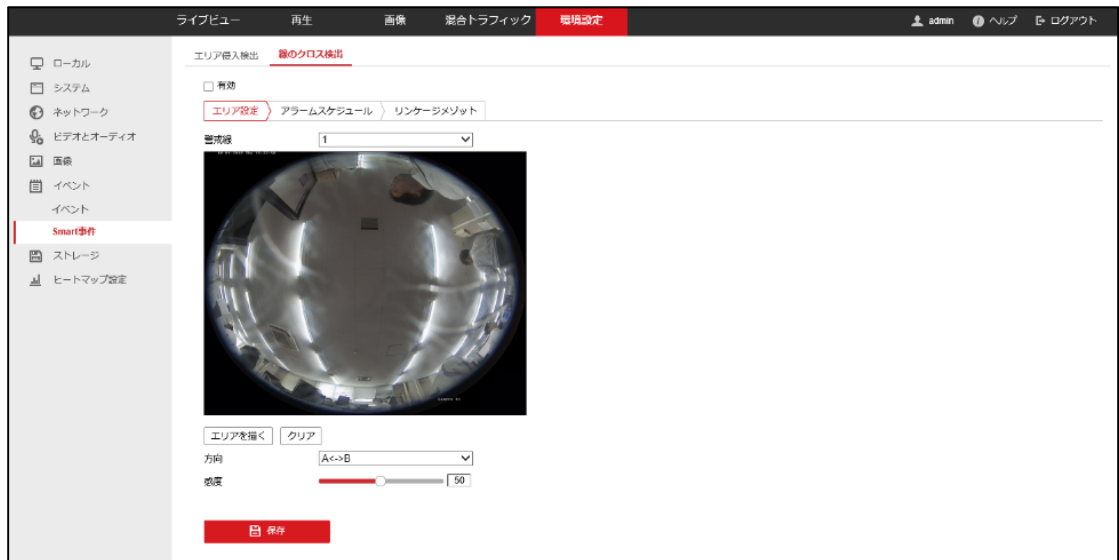 ライブビュー 再生 画像 混合トラフィック 環境設定 admin ヘルプ ログアウト
ローカル
システム
ネットワーク
ビデオとオーディオ
画像
イベント
イベント
Smart事件
ストレージ
ヒートマップ設定
エリア侵入検出 線のクロス検出
有効
エリア設定 アラームスケジュール リンケージメゾット
警戒線 1
エリアを描く クリア
方向 A<->B
感度 50
保存